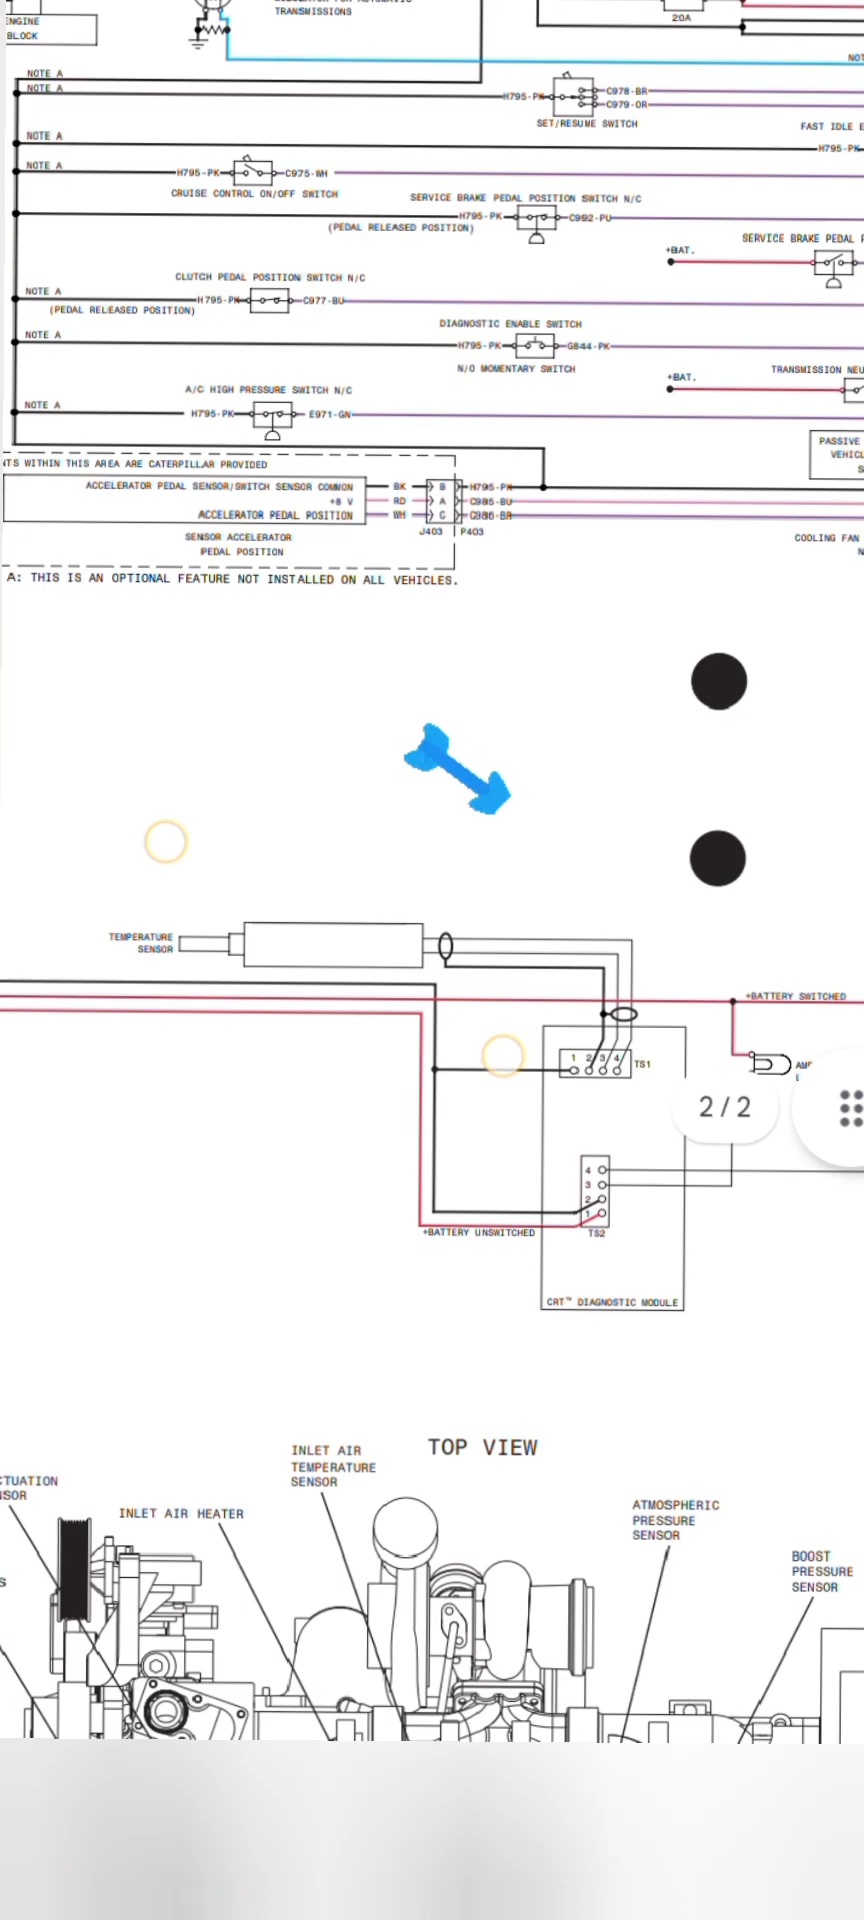 ENGINE
BLOCK
TRANSMISSIONS
20A
NOTE A
NOTE A
H795-PK
C978-BR
C979-OR
SET/RESUME SWITCH
FAST IDLE
NOTE A
H795-PK
NOTE A
H795-PK
C975-WH
CRUISE CONTROL ON/OFF SWITCH
SERVICE BRAKE PEDAL POSITION SWITCH N/C
H795-PK
C992-PU
(PEDAL RELEASED POSITION)
SERVICE BRAKE PEDAL
+BAT.
CLUTCH PEDAL POSITION SWITCH N/C
NOTE A
H795-PK
C977-BU
(PEDAL RELEASED POSITION)
DIAGNOSTIC ENABLE SWITCH
NOTE A
H795-PK
G844-PK
N/O MOMENTARY SWITCH
TRANSMISSION NEU
+BAT.
A/C HIGH PRESSURE SWITCH N/C
NOTE A
H795-PK
E971-GN
PASSIVE
VEHICL
S
NTS WITHIN THIS AREA ARE CATERPILLAR PROVIDED
ACCELERATOR PEDAL SENSOR/SWITCH SENSOR COMMON BK B H795-PK
+8 V RD A C985-BU
ACCELERATOR PEDAL POSITION WH C C986-BR
J403 P403
SENSOR ACCELERATOR
PEDAL POSITION
COOLING FAN
A: THIS IS AN OPTIONAL FEATURE NOT INSTALLED ON ALL VEHICLES.
TEMPERATURE
SENSOR
+BATTERY SWITCHED
1 2 3 4
TS1
2 / 2
4
3
2
1
+BATTERY UNSWITCHED
TS2
CRT™ DIAGNOSTIC MODULE
TOP VIEW
INLET AIR
TEMPERATURE
SENSOR
CTUATION
NSOR
INLET AIR HEATER
ATMOSPHERIC
PRESSURE
SENSOR
BOOST
PRESSURE
SENSOR